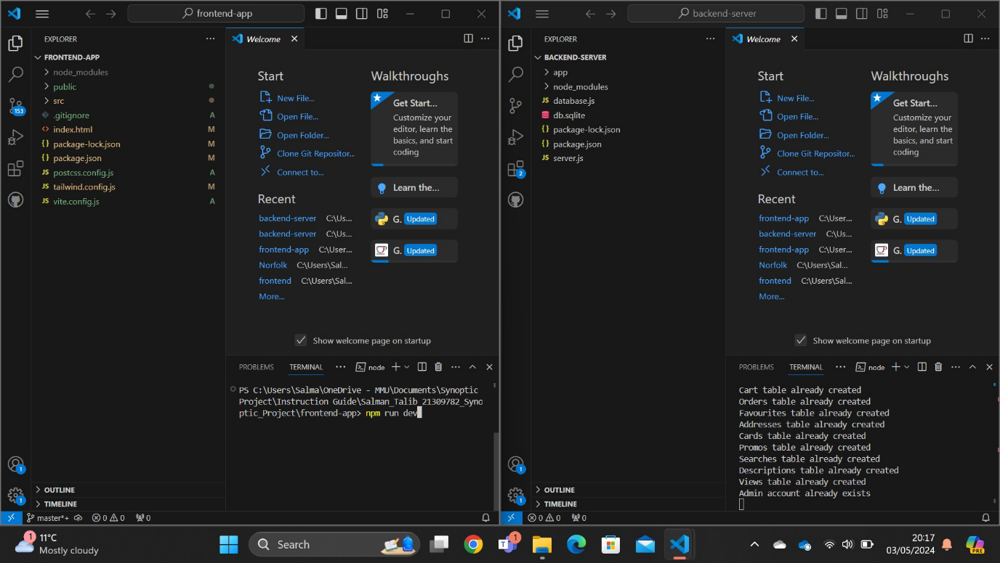 frontend-app
EXPLORER
FRONTEND-APP
node_modules
public
src
.gitignore A
index.html M
package-lock.json M
package.json M
postcss.config.js A
tailwind.config.js M
vite.config.js A
153
OUTLINE
TIMELINE
Welcome
Start
New File...
Open File...
Open Folder...
Clone Git Repositor...
Connect to...
Recent
backend-server C:\Us...
backend-server C:\Us...
frontend-app C:\User...
Norfolk C:\Users\Sal...
frontend C:\Users\Sal...
More...
Walkthroughs
Get Start...
Customize your
editor, learn the
basics, and start
coding
Learn the...
G. Updated
G. Updated
Show welcome page on startup
PROBLEMS TERMINAL node
PS C:\Users\Salma\OneDrive - MMU\Documents\Synoptic
Project\Instruction Guide\Salman_Talib_21309782_Syno
ptic_Project\frontend-app> npm run dev
1
1
master*+ 0 0 0
backend-server
EXPLORER
BACKEND-SERVER
app
node_modules
JS database.js
db.sqlite
{} package-lock.json
{} package.json
JS server.js
2
OUTLINE
TIMELINE
Welcome
Start
New File...
Open File...
Open Folder...
Clone Git Repositor...
Connect to...
Recent
frontend-app C:\User...
backend-server C:\Us...
frontend-app C:\User...
Norfolk C:\Users\Sal...
frontend C:\Users\Sal...
More...
Walkthroughs
Get Start...
Customize your
editor, learn the
basics, and start
coding
Learn the...
G. Updated
G. Updated
Show welcome page on startup
PROBLEMS TERMINAL node
Cart table already created
Orders table already created
Favourites table already created
Addresses table already created
Cards table already created
Promos table already created
Searches table already created
Descriptions table already created
Views table already created
Admin account already exists
1
1
0 0 0
1
11°C
Mostly cloudy
Search
1
20:17
03/05/2024
PRE